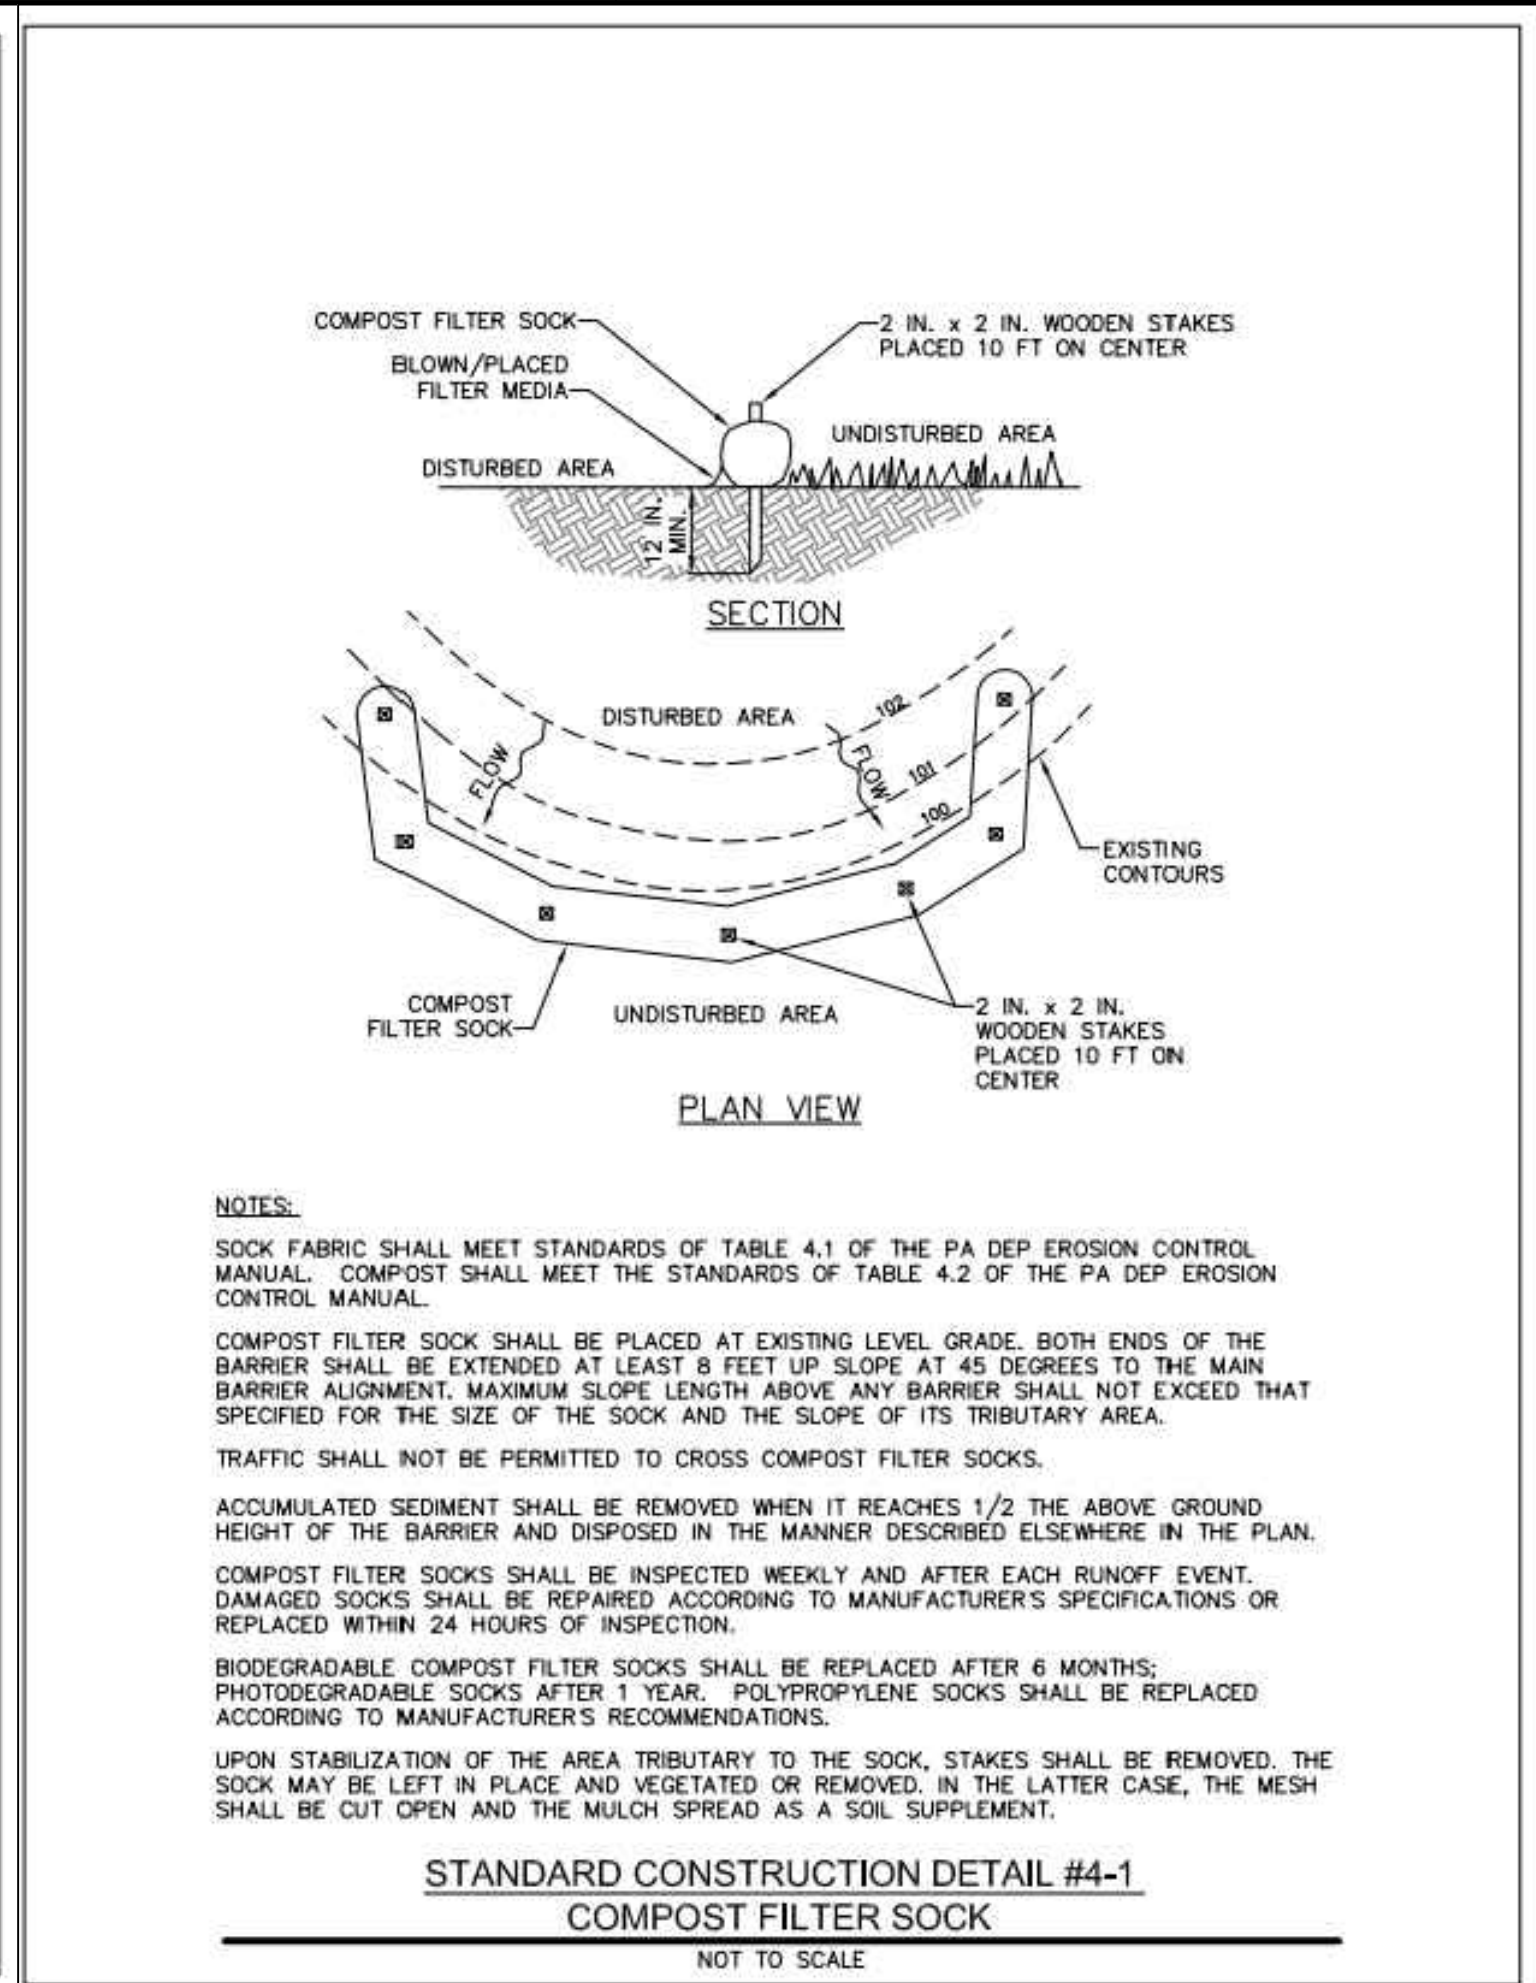 COMPOST FILTER SOCK
2 IN. x 2 IN. WOODEN STAKES
PLACED 10 FT ON CENTER
BLOWN/PLACED
FILTER MEDIA
UNDISTURBED AREA
DISTURBED AREA
12 IN.
MIN.
SECTION
DISTURBED AREA
102
FLOW
FLOW
101
100
EXISTING
CONTOURS
COMPOST
FILTER SOCK
UNDISTURBED AREA
2 IN. x 2 IN.
WOODEN STAKES
PLACED 10 FT ON
CENTER
PLAN VIEW
NOTES:
SOCK FABRIC SHALL MEET STANDARDS OF TABLE 4.1 OF THE PA DEP EROSION CONTROL
MANUAL. COMPOST SHALL MEET THE STANDARDS OF TABLE 4.2 OF THE PA DEP EROSION
CONTROL MANUAL.
COMPOST FILTER SOCK SHALL BE PLACED AT EXISTING LEVEL GRADE. BOTH ENDS OF THE
BARRIER SHALL BE EXTENDED AT LEAST 8 FEET UP SLOPE AT 45 DEGREES TO THE MAIN
BARRIER ALIGNMENT. MAXIMUM SLOPE LENGTH ABOVE ANY BARRIER SHALL NOT EXCEED THAT
SPECIFIED FOR THE SIZE OF THE SOCK AND THE SLOPE OF ITS TRIBUTARY AREA.
TRAFFIC SHALL NOT BE PERMITTED TO CROSS COMPOST FILTER SOCKS.
ACCUMULATED SEDIMENT SHALL BE REMOVED WHEN IT REACHES 1/2 THE ABOVE GROUND
HEIGHT OF THE BARRIER AND DISPOSED IN THE MANNER DESCRIBED ELSEWHERE IN THE PLAN.
COMPOST FILTER SOCKS SHALL BE INSPECTED WEEKLY AND AFTER EACH RUNOFF EVENT.
DAMAGED SOCKS SHALL BE REPAIRED ACCORDING TO MANUFACTURER'S SPECIFICATIONS OR
REPLACED WITHIN 24 HOURS OF INSPECTION.
BIODEGRADABLE COMPOST FILTER SOCKS SHALL BE REPLACED AFTER 6 MONTHS;
PHOTODEGRADABLE SOCKS AFTER 1 YEAR. POLYPROPYLENE SOCKS SHALL BE REPLACED
ACCORDING TO MANUFACTURER'S RECOMMENDATIONS.
UPON STABILIZATION OF THE AREA TRIBUTARY TO THE SOCK, STAKES SHALL BE REMOVED. THE
SOCK MAY BE LEFT IN PLACE AND VEGETATED OR REMOVED. IN THE LATTER CASE, THE MESH
SHALL BE CUT OPEN AND THE MULCH SPREAD AS A SOIL SUPPLEMENT.
STANDARD CONSTRUCTION DETAIL #4-1
COMPOST FILTER SOCK
NOT TO SCALE